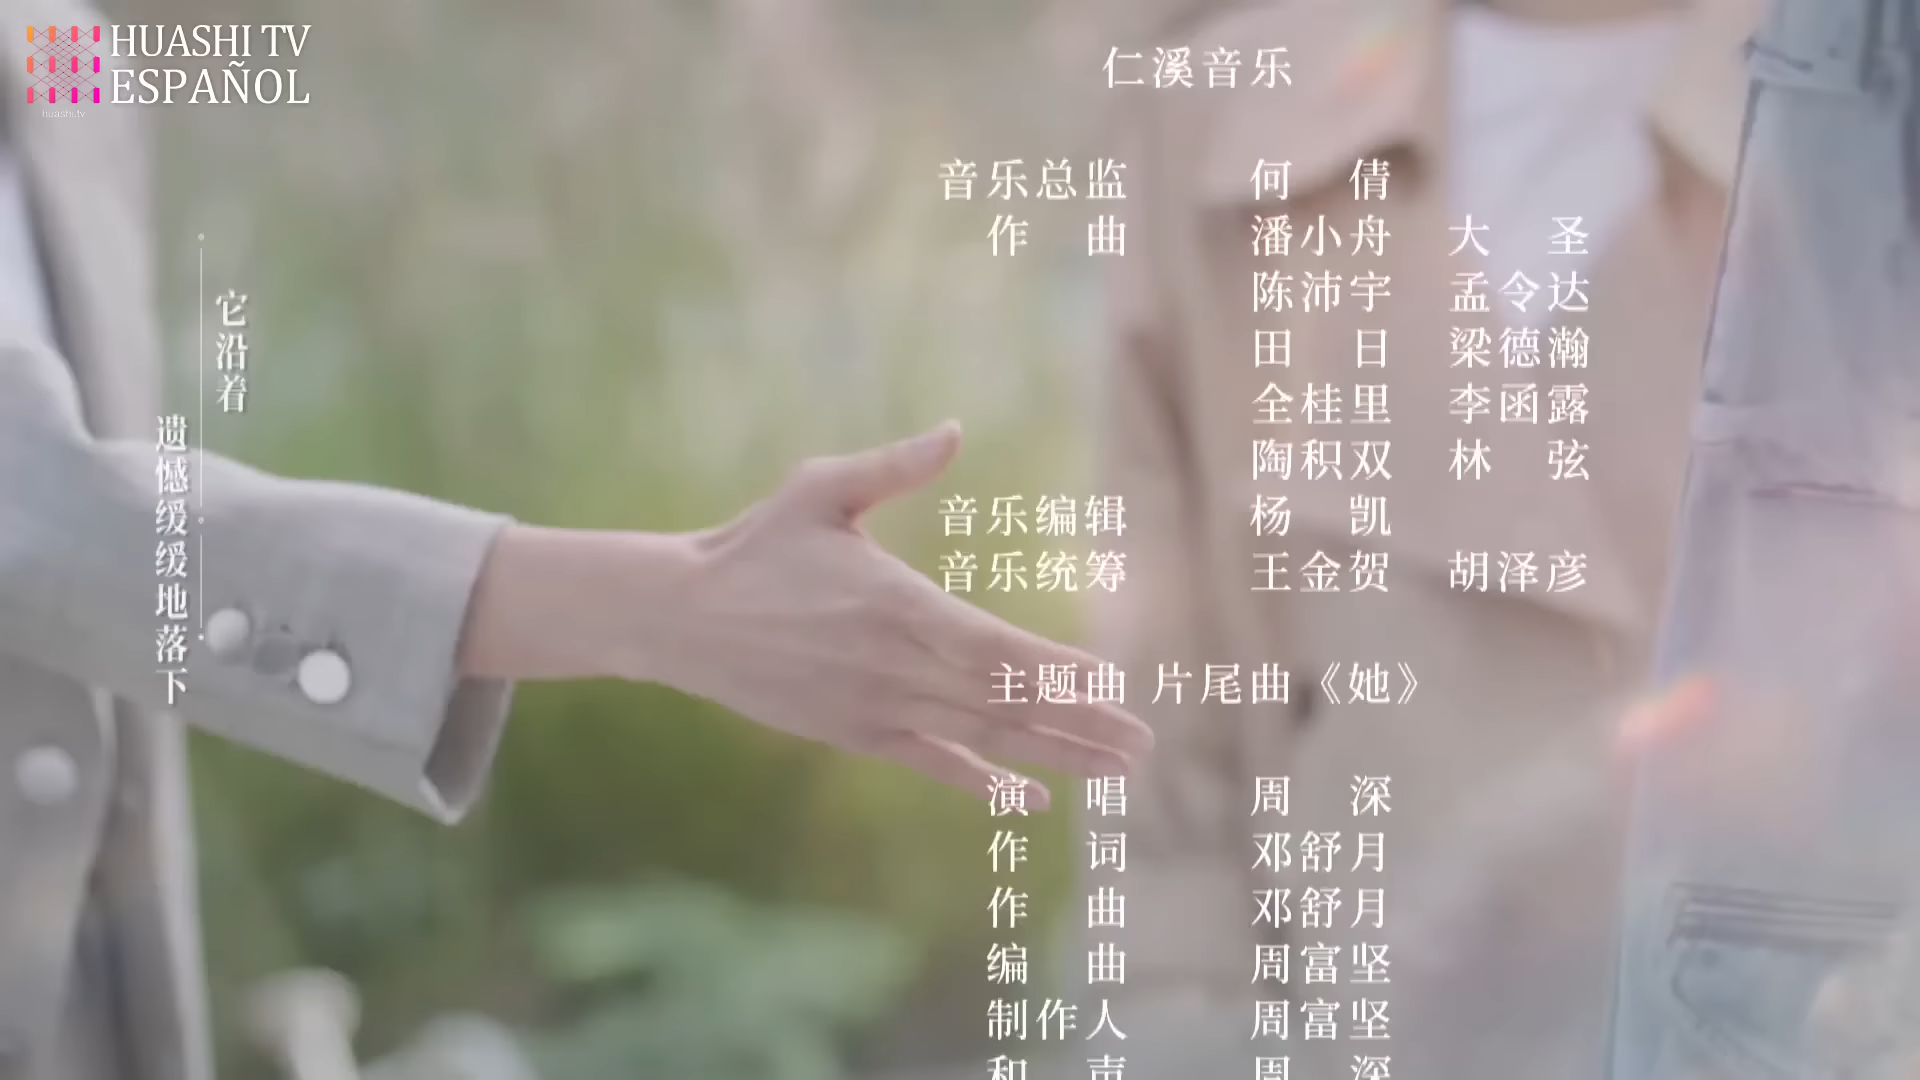 HUASHI TV
ESPAÑOL
huashi.tv
它沿着
遗憾缓缓地落下
仁溪音乐
音乐总监 何倩
作曲 潘小舟 大圣
陈沛宇 孟令达
田日 梁德瀚
全桂里 李函露
陶积双 林弦
音乐编辑 杨凯
音乐统筹 王金贺 胡泽彦
主题曲 片尾曲《她》
演唱 周深
作词 邓舒月
作曲 邓舒月
编曲 周富坚
制作人 周富坚
和声 周深